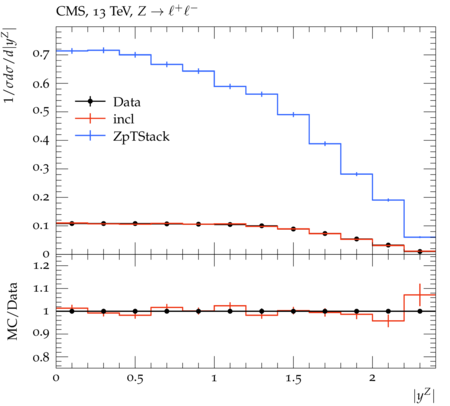 CMS, 13 TeV, Z → ℓ⁺ℓ⁻
1/σdσ/d|y^Z|
0.7
0.6
0.5
0.4
0.3
0.2
0.1
0
Data
incl
ZpTStack
MC/Data
1.2
1.1
1
0.9
0.8
0 0.5 1 1.5 2
|y^Z|